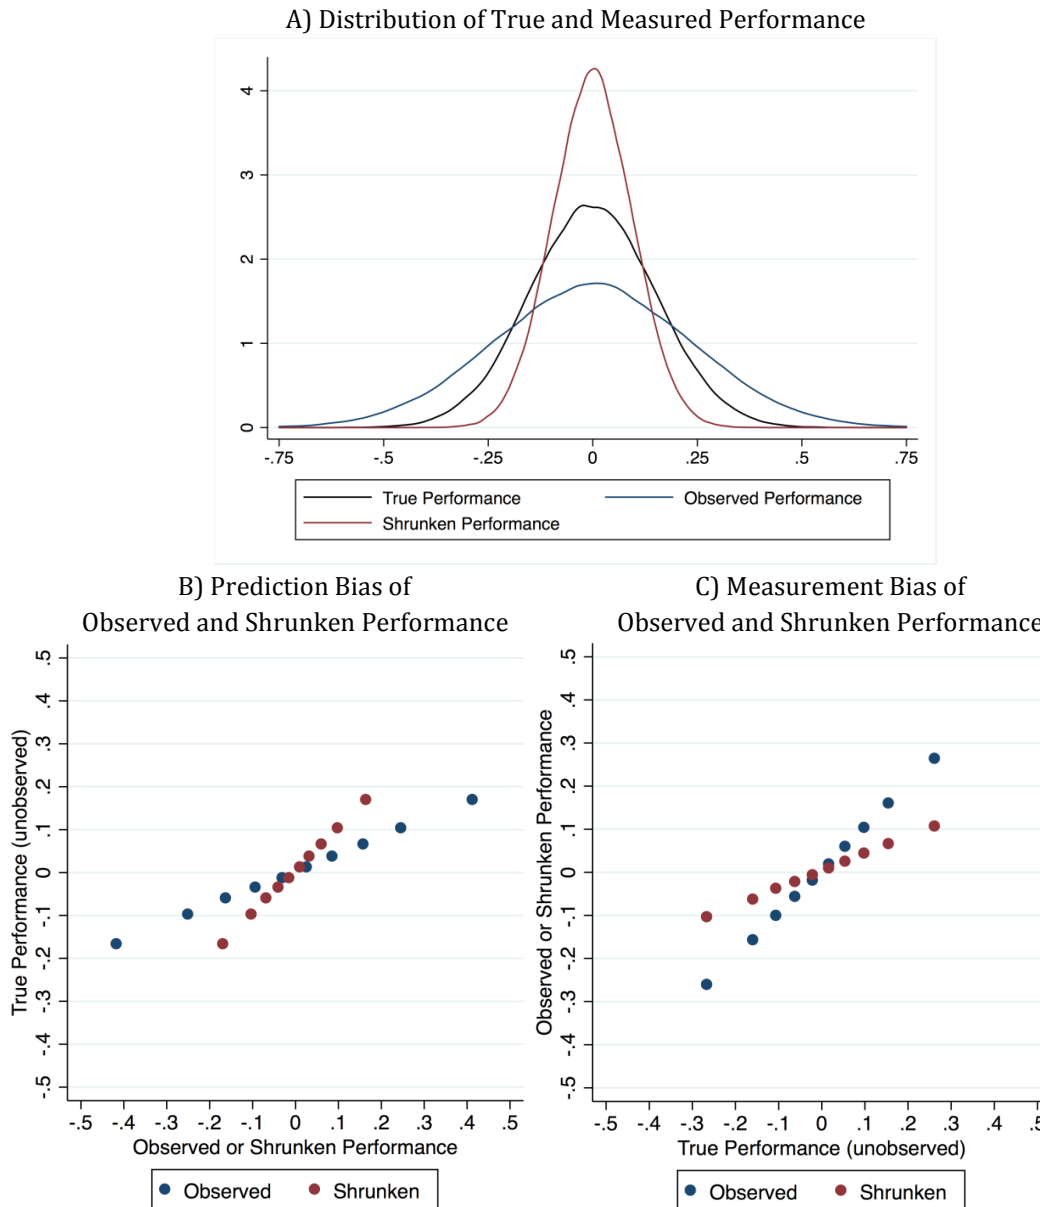 A) Distribution of True and Measured Performance
4
3
2
1
0
-.75 -.5 -.25 0 .25 .5 .75
True Performance Observed Performance
Shrunken Performance
B) Prediction Bias of
Observed and Shrunken Performance
True Performance (unobserved)
.5
.4
.3
.2
.1
0
-.1
-.2
-.3
-.4
-.5
-.5 -.4 -.3 -.2 -.1 0 .1 .2 .3 .4 .5
Observed or Shrunken Performance
Observed Shrunken
C) Measurement Bias of
Observed and Shrunken Performance
Observed or Shrunken Performance
.5
.4
.3
.2
.1
0
-.1
-.2
-.3
-.4
-.5
-.5 -.4 -.3 -.2 -.1 0 .1 .2 .3 .4 .5
True Performance (unobserved)
Observed Shrunken